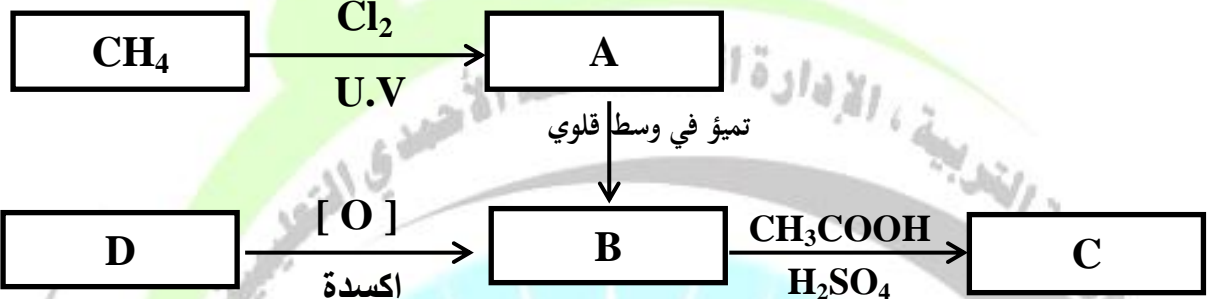 CH₄
Cl₂
U.V
A
تميؤ في وسط قلوي
D
[ O ]
اكسدة
B
CH₃COOH
H₂SO₄
C